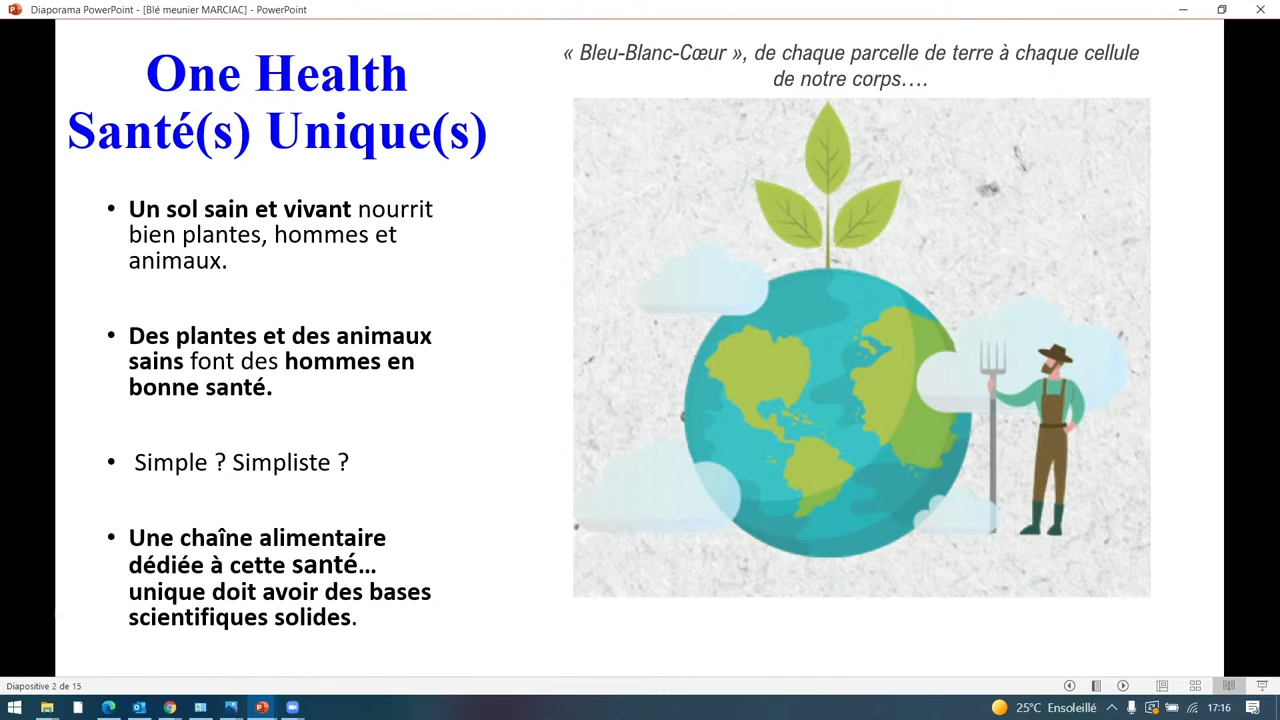 Diaporama PowerPoint - [Blé meunier MARCIAC] - PowerPoint
One Health
Santé(s) Unique(s)
• Un sol sain et vivant nourrit
bien plantes, hommes et
animaux.
• Des plantes et des animaux
sains font des hommes en
bonne santé.
• Simple ? Simpliste ?
• Une chaîne alimentaire
dédiée à cette santé…
unique doit avoir des bases
scientifiques solides.
« Bleu-Blanc-Cœur », de chaque parcelle de terre à chaque cellule
de notre corps….
Diapositive 2 de 15
25°C Ensoleillé
17:16